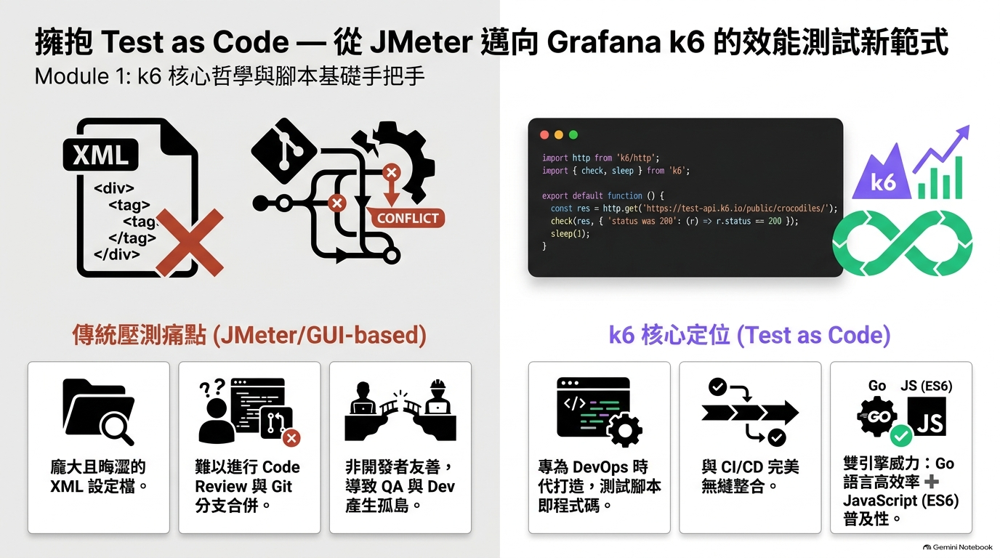 擁抱 Test as Code — 從 JMeter 邁向 Grafana k6 的效能測試新範式
Module 1: k6 核心哲學與腳本基礎手把手
XML
<div>
<tag>
<tag
</tag>
</div>
CONFLICT
import http from 'k6/http';
import { check, sleep } from 'k6';
export default function () {
const res = http.get('https://test-api.k6.io/public/crocodiles/');
check(res, { 'status was 200': (r) => r.status == 200 });
sleep(1);
}
k6
傳統壓測痛點 (JMeter/GUI-based)
??
龐大且晦澀的
XML 設定檔。
難以進行 Code
Review 與 Git
分支合併。
非開發者友善，
導致 QA 與 Dev
產生孤島。
k6 核心定位 (Test as Code)
</>
專為 DevOps 時
代打造，測試腳本
即程式碼。
與 CI/CD 完美
無縫整合。
Go JS (ES6)
GO
JS
雙引擎威力：Go
語言高效率 ➕
JavaScript (ES6)
普及性。
Gemini Notebook